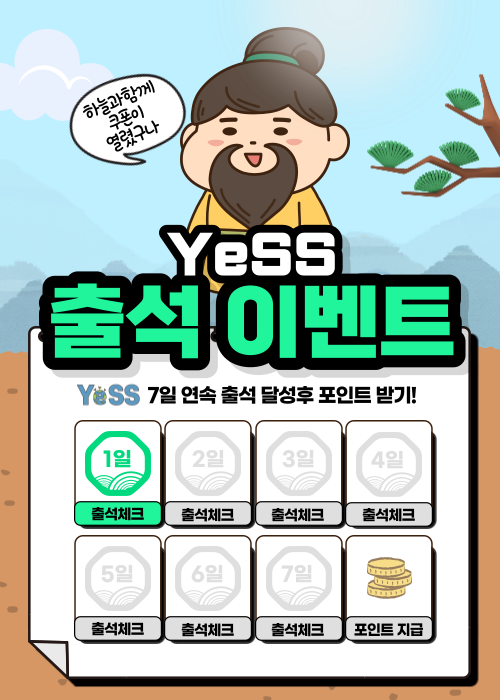 하늘과함께
쿠폰이
열렸구나
YeSS
출석 이벤트
YeSS 7일 연속 출석 달성후 포인트 받기!
1일 2일 3일 4일
출석체크 출석체크 출석체크 출석체크
5일 6일 7일
출석체크 출석체크 출석체크 포인트 지급